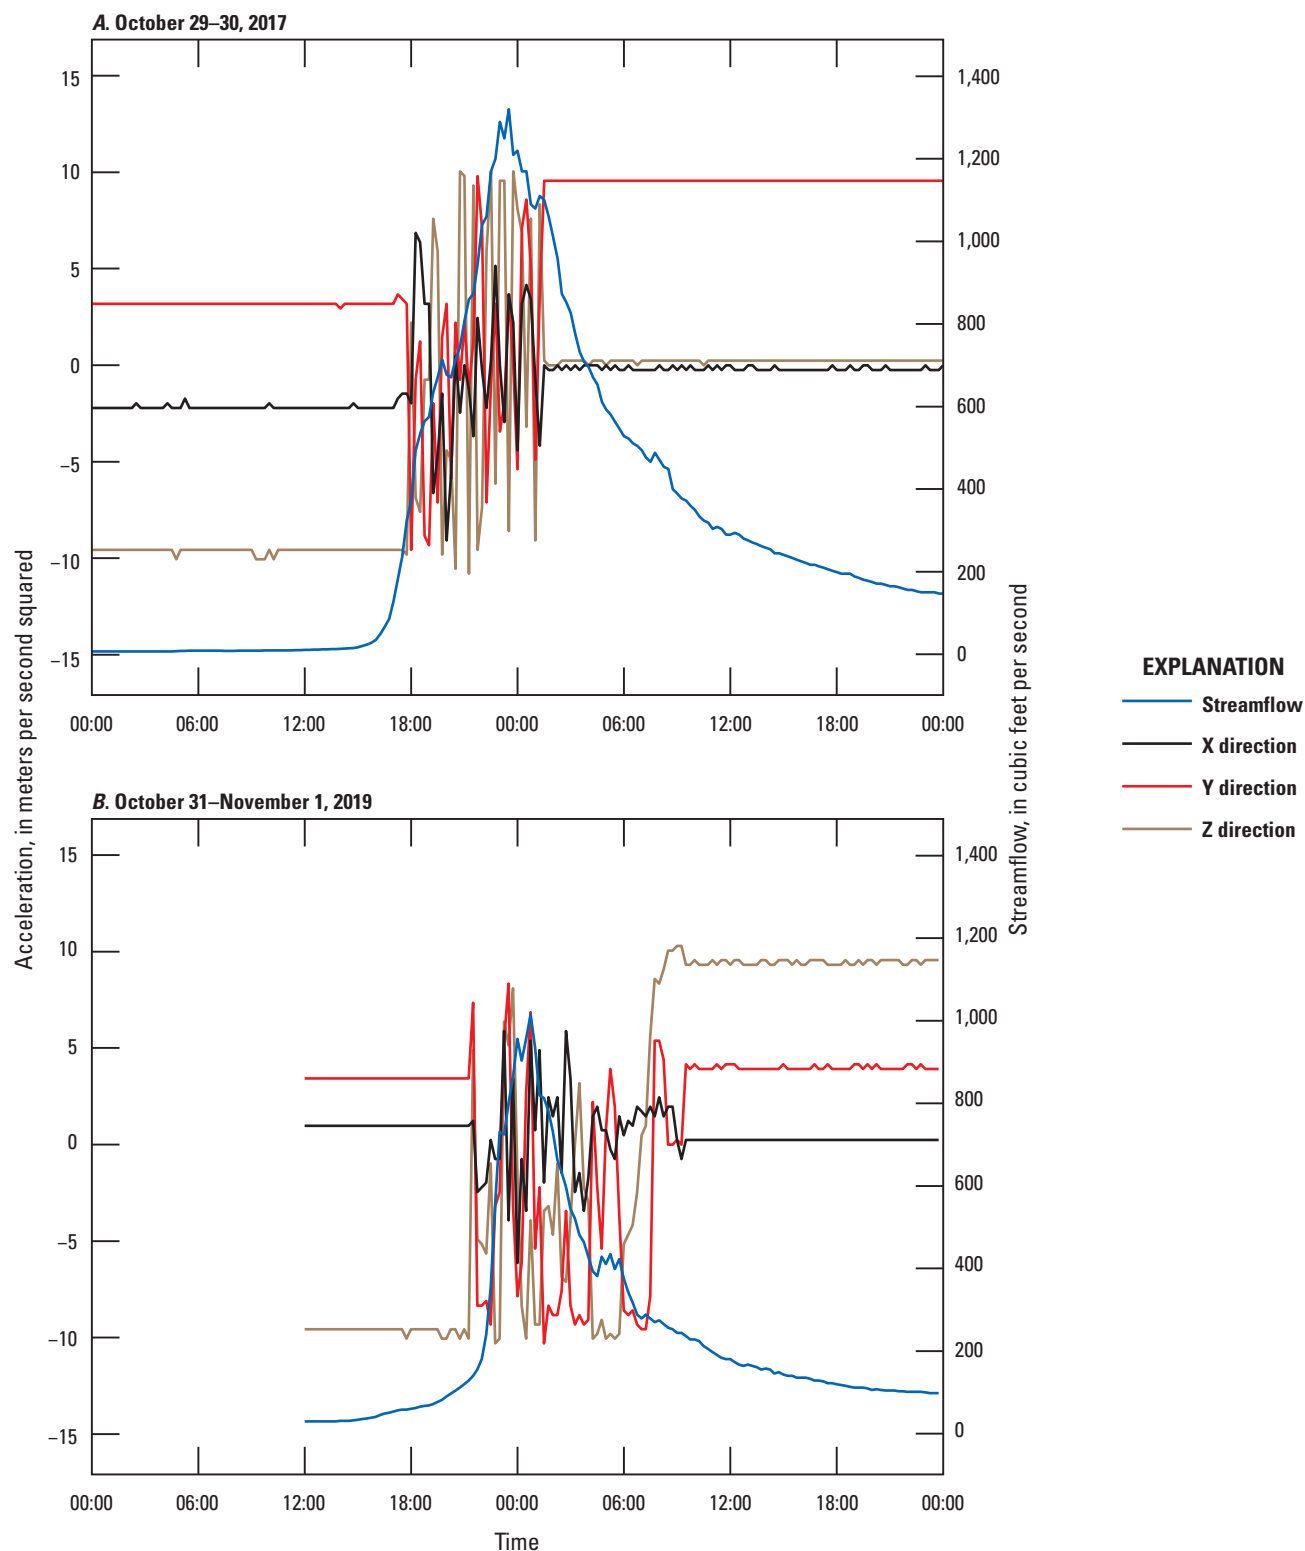 A. October 29–30, 2017
15
10
5
0
–5
–10
–15
1,400
1,200
1,000
800
600
400
200
0
00:00 06:00 12:00 18:00 00:00 06:00 12:00 18:00 00:00
Acceleration, in meters per second squared
Streamflow, in cubic feet per second
EXPLANATION
Streamflow
X direction
Y direction
Z direction
B. October 31–November 1, 2019
15
10
5
0
–5
–10
–15
1,400
1,200
1,000
800
600
400
200
0
00:00 06:00 12:00 18:00 00:00 06:00 12:00 18:00 00:00
Time